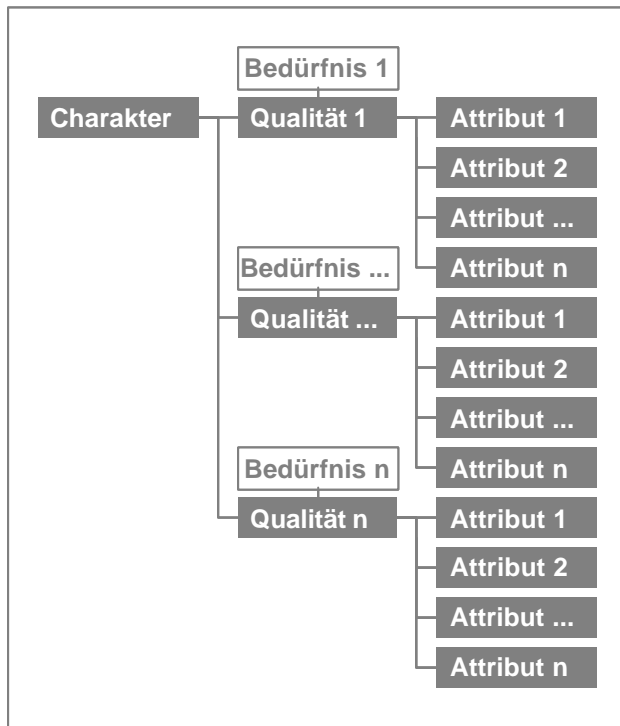 Bedürfnis 1
Charakter
Qualität 1
Attribut 1
Attribut 2
Attribut ...
Attribut n
Bedürfnis ...
Qualität ...
Attribut 1
Attribut 2
Attribut ...
Attribut n
Bedürfnis n
Qualität n
Attribut 1
Attribut 2
Attribut ...
Attribut n